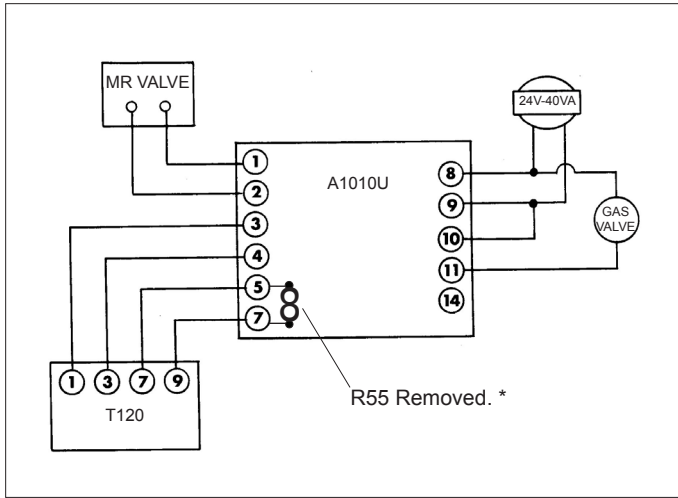 MR VALVE
24V-40VA
A1010U
1
2
3
4
5
7
8
9
10
11
14
GAS
VALVE
R55 Removed. *
1 3 7 9
T120